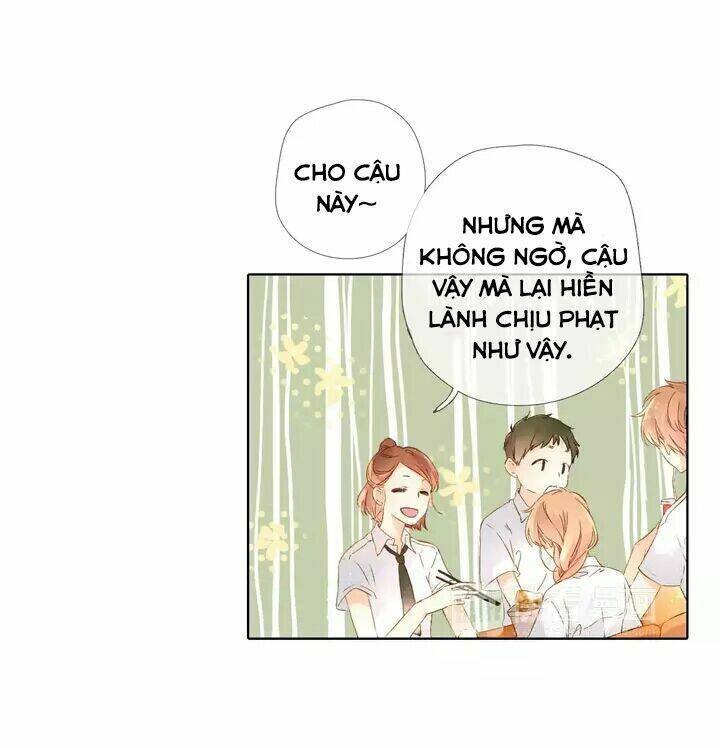 CHO CẬU
NÀY~
NHƯNG MÀ
KHÔNG NGỜ, CẬU
VẬY MÀ LẠI HIỀN
LÀNH CHỊU PHẠT
NHƯ VẬY.